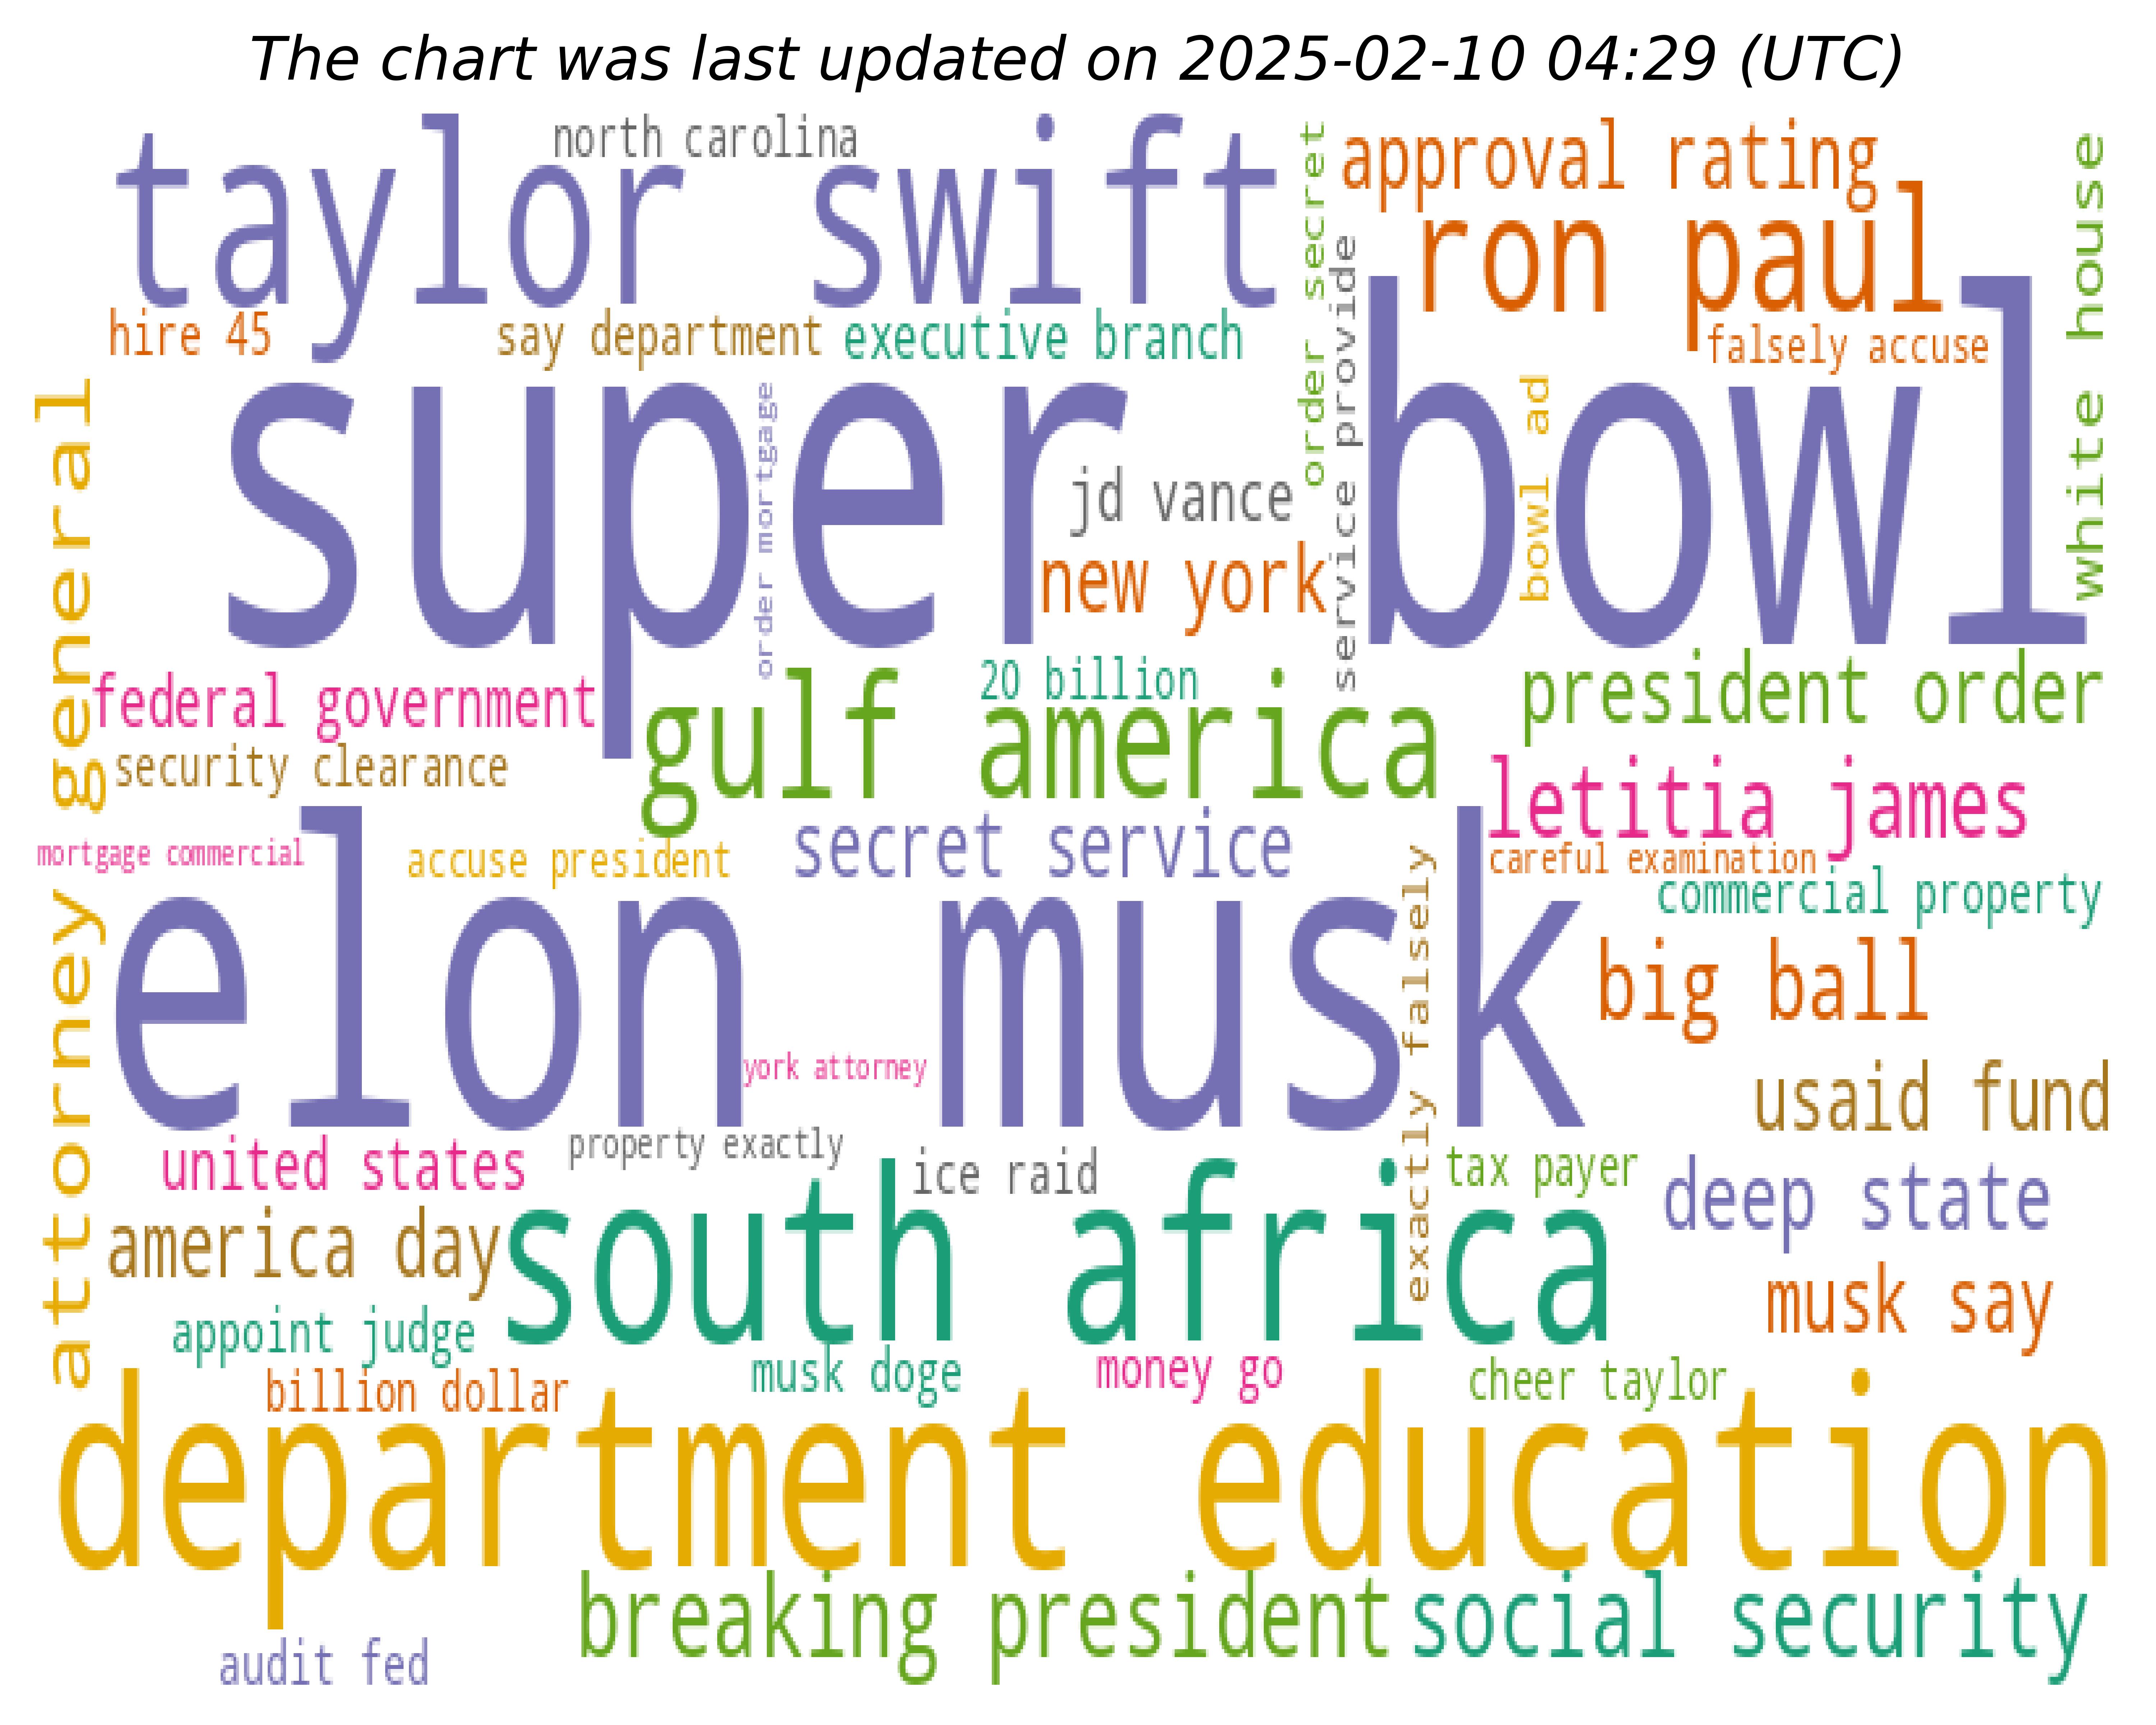 The chart was last updated on 2025-02-10 04:29 (UTC)
north carolina
taylor swift
order secret
approval rating
ron paul
white house
hire 45
say department
executive branch
service provide
falsely accuse
attorney general
super bowl
order mortgage
bowl ad
jd vance
new york
federal government
20 billion
president order
gulf america
security clearance
letitia james
mortgage commercial
accuse president
secret service
careful examination
commercial property
elon musk
exactly falsely
big ball
york attorney
usaid fund
united states
property exactly
ice raid
tax payer
deep state
america day
south africa
musk say
appoint judge
billion dollar
musk doge
money go
cheer taylor
department education
breaking president
social security
audit fed